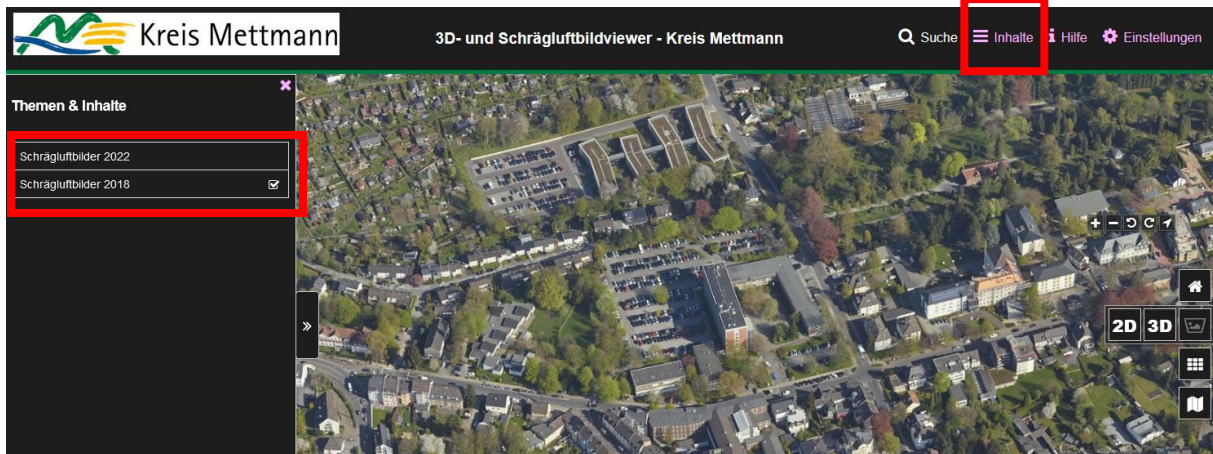 Kreis Mettmann
3D- und Schrägluftbildviewer - Kreis Mettmann
Suche
Inhalte
Hilfe
Einstellungen
Themen & Inhalte
Schrägluftbilder 2022
Schrägluftbilder 2018
2D 3D